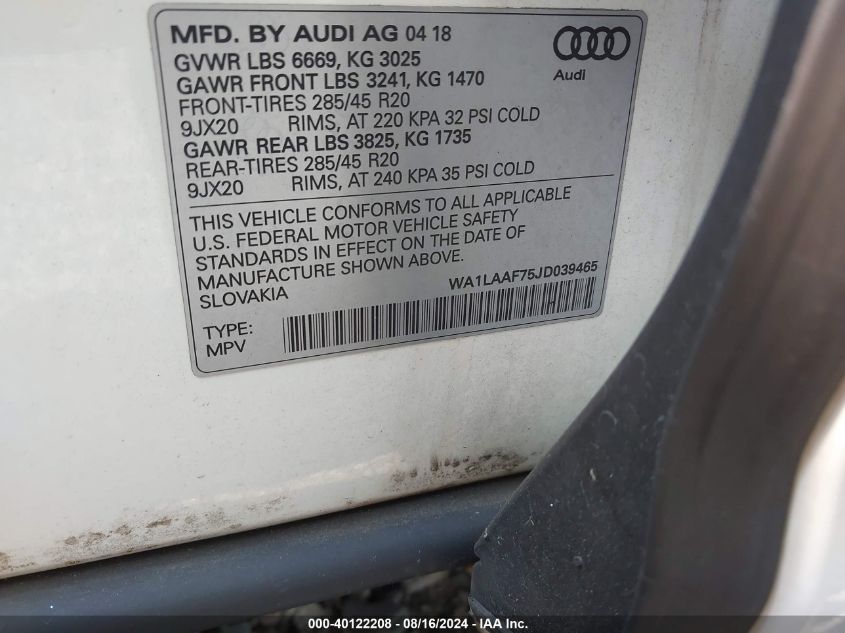 MFD. BY AUDI AG 04 18
GVWR LBS 6669, KG 3025
GAWR FRONT LBS 3241, KG 1470
FRONT-TIRES 285/45 R20
9JX20 RIMS, AT 220 KPA 32 PSI COLD
GAWR REAR LBS 3825, KG 1735
REAR-TIRES 285/45 R20
9JX20 RIMS, AT 240 KPA 35 PSI COLD
Audi
THIS VEHICLE CONFORMS TO ALL APPLICABLE
U.S. FEDERAL MOTOR VEHICLE SAFETY
STANDARDS IN EFFECT ON THE DATE OF
MANUFACTURE SHOWN ABOVE.
SLOVAKIA
WA1LAAF75JD039465
TYPE:
MPV
000-40122208 - 08/16/2024 - © IAA, Inc.